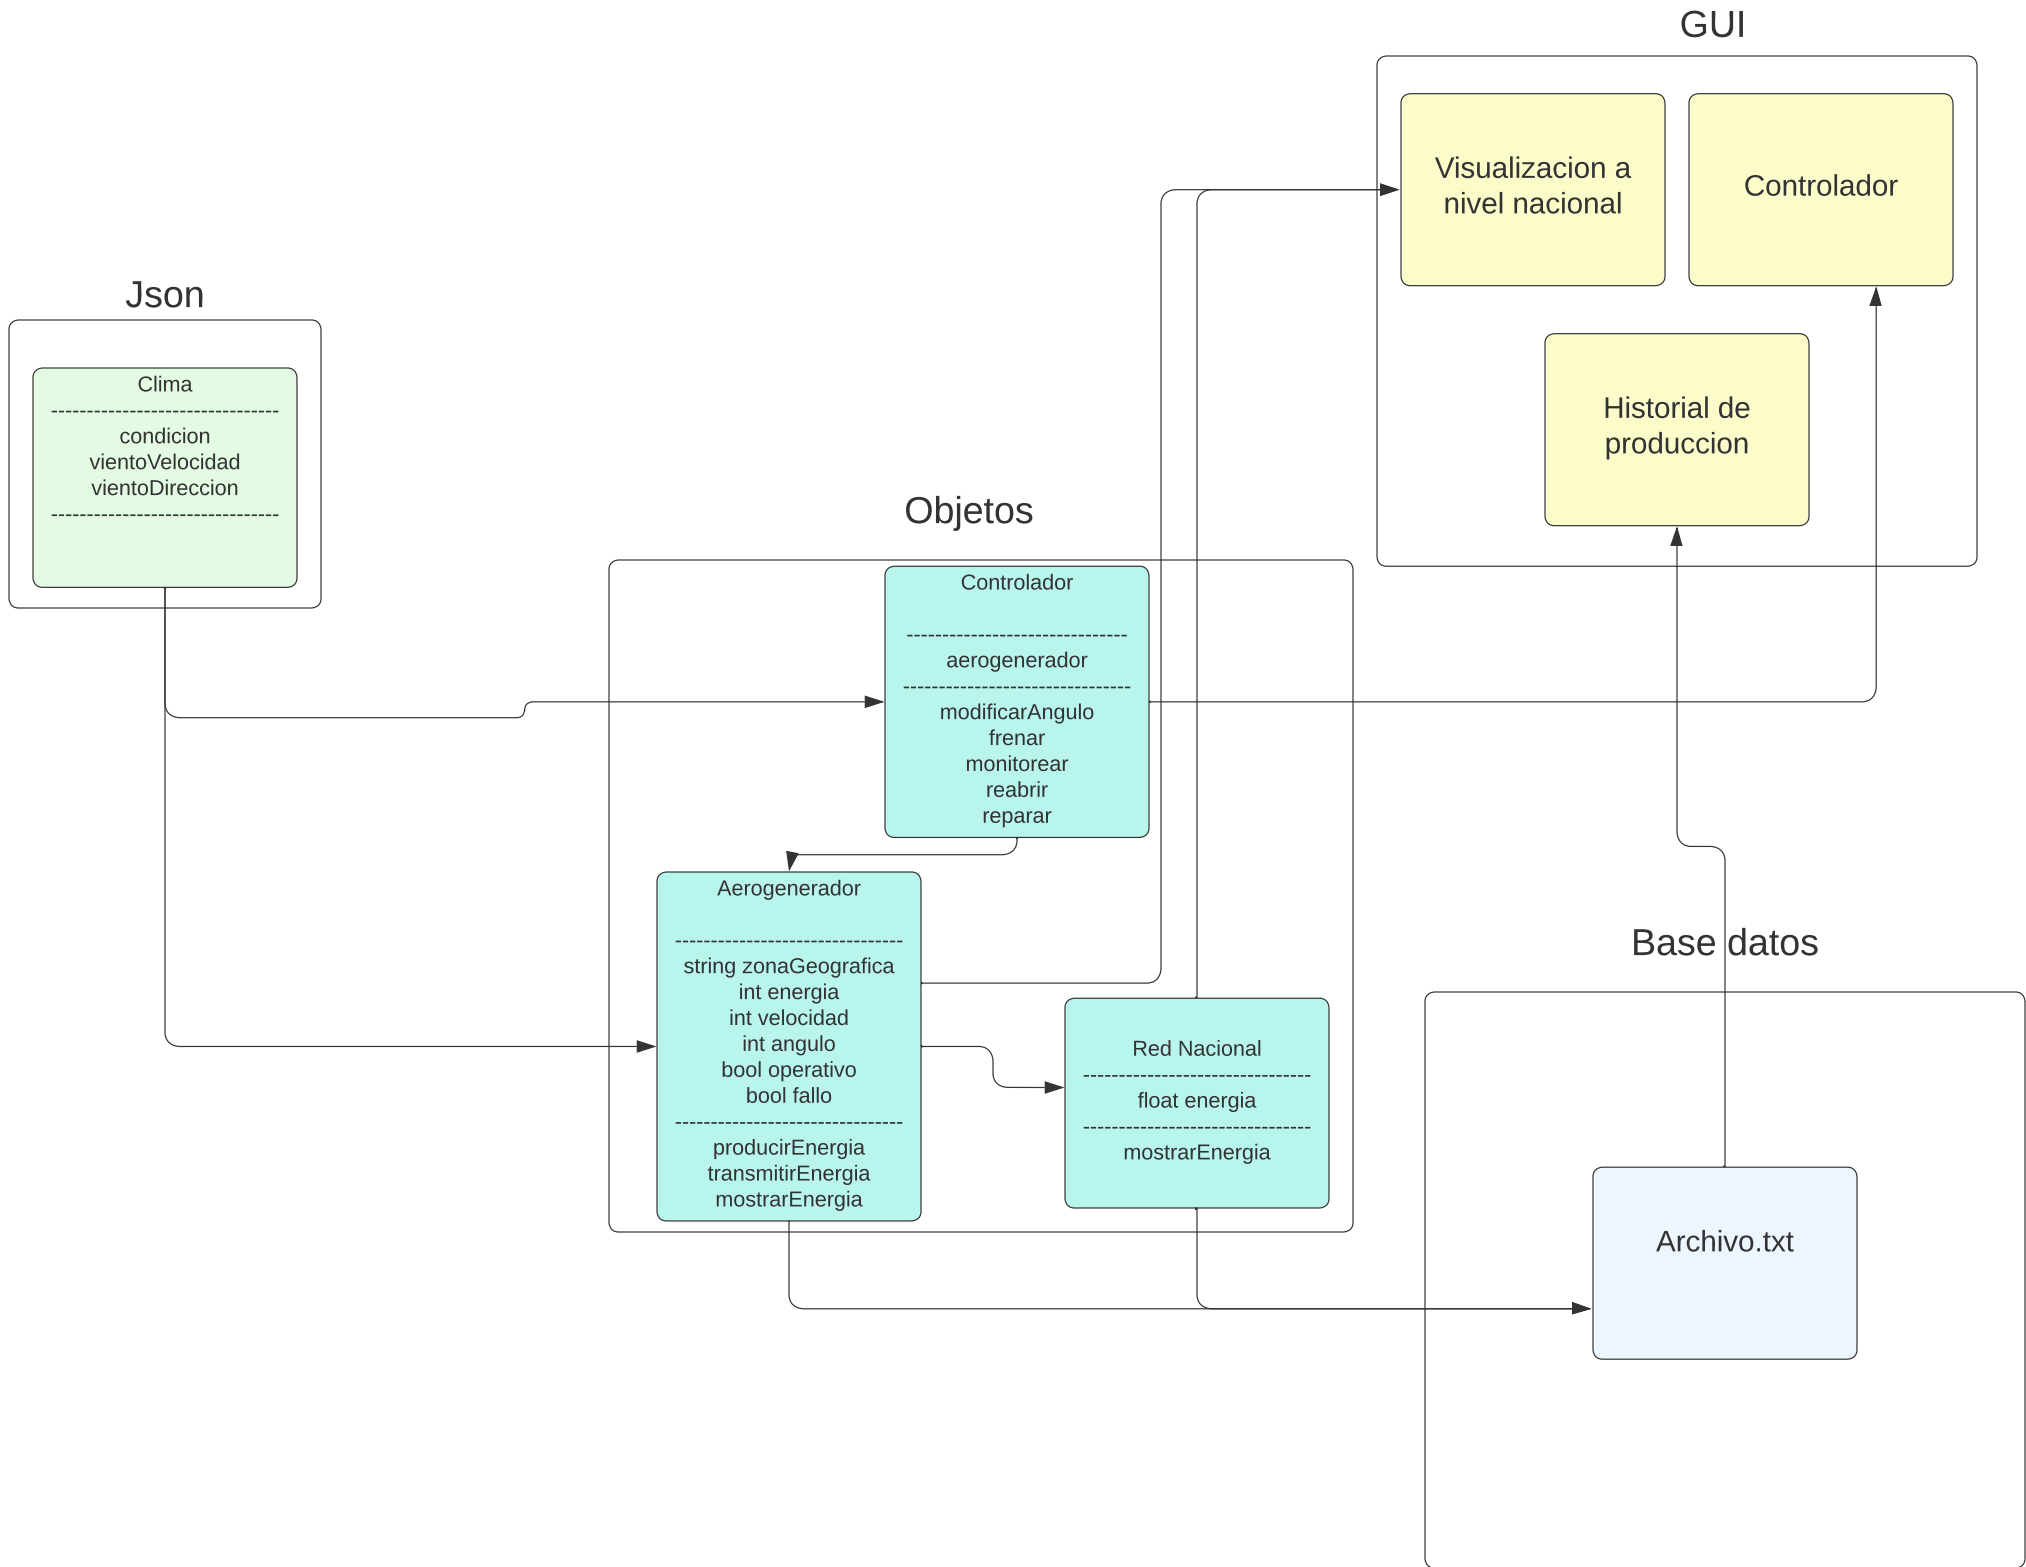 GUI
Visualizacion a
nivel nacional
Controlador
Historial de
produccion
Json
Clima
--------------------------------
condicion
vientoVelocidad
vientoDireccion
--------------------------------
Objetos
Controlador
-------------------------------
aerogenerador
--------------------------------
modificarAngulo
frenar
monitorear
reabrir
reparar
Aerogenerador
--------------------------------
string zonaGeografica
int energia
int velocidad
int angulo
bool operativo
bool fallo
--------------------------------
producirEnergia
transmitirEnergia
mostrarEnergia
Red Nacional
--------------------------------
float energia
--------------------------------
mostrarEnergia
Base datos
Archivo.txt